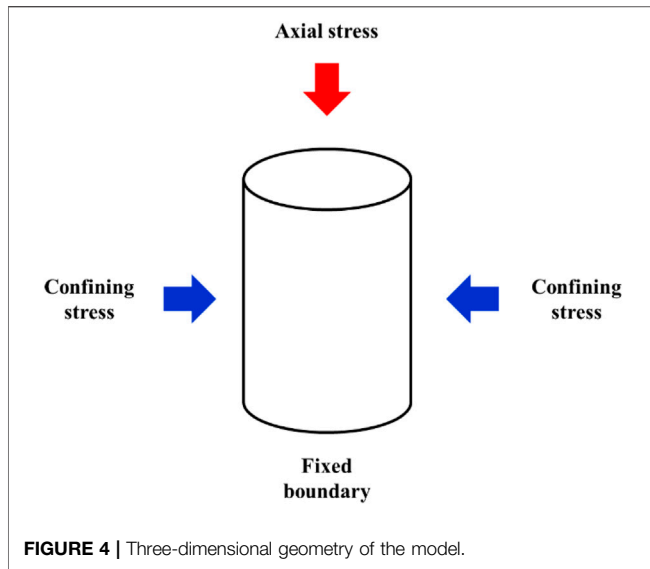 Axial stress
Confining
stress
Confining
stress
Fixed
boundary
FIGURE 4 | Three-dimensional geometry of the model.